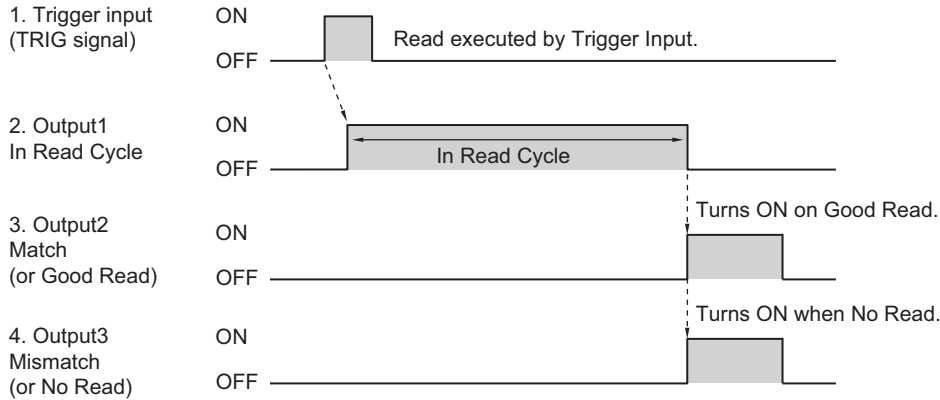 1. Trigger input
(TRIG signal)
ON
OFF
Read executed by Trigger Input.
2. Output1
In Read Cycle
ON
OFF
In Read Cycle
3. Output2
Match
(or Good Read)
ON
OFF
Turns ON on Good Read.
4. Output3
Mismatch
(or No Read)
ON
OFF
Turns ON when No Read.